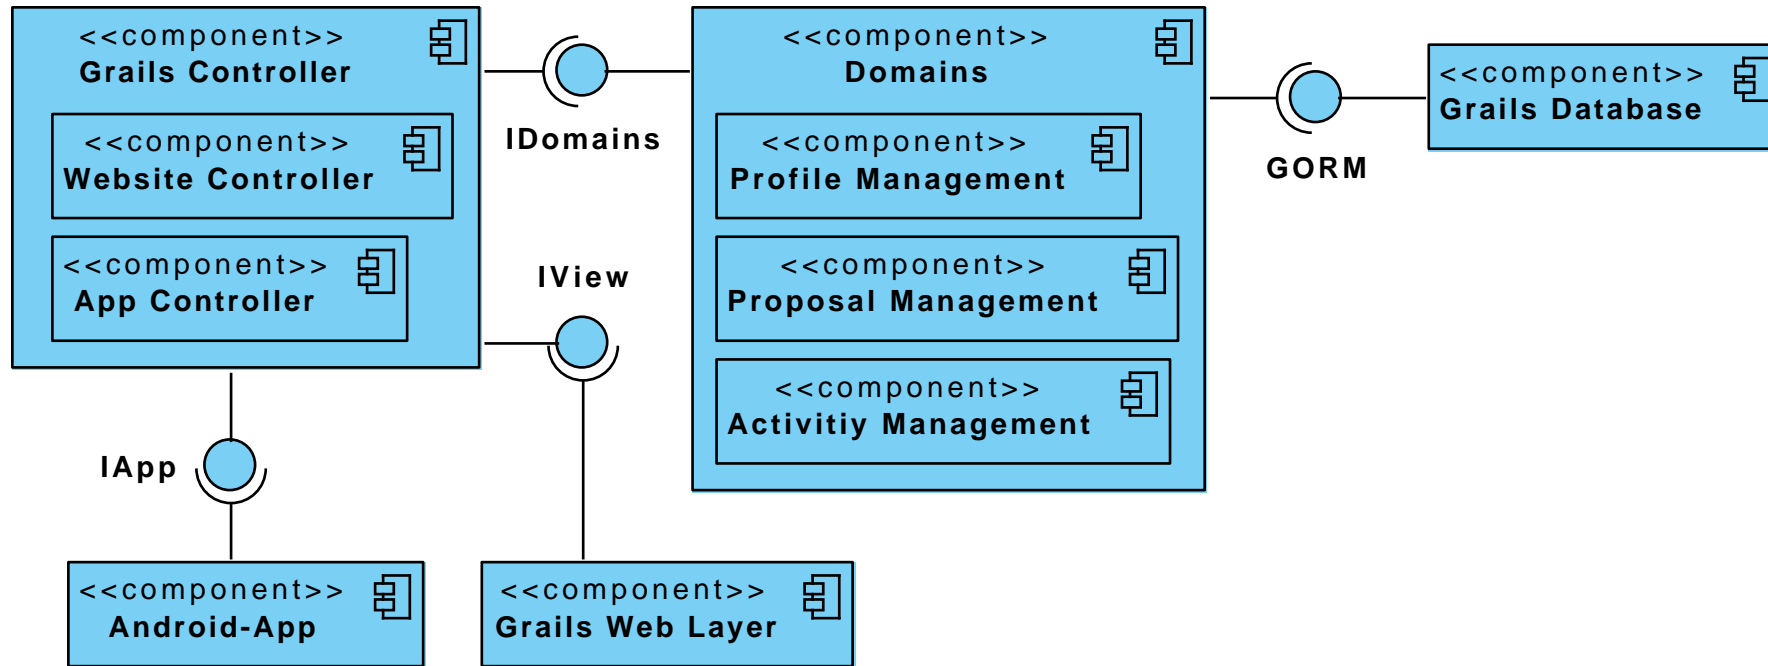 <<component>>
Grails Controller
<<component>>
Website Controller
<<component>>
App Controller
IDomains
<<component>>
Domains
<<component>>
Profile Management
<<component>>
Proposal Management
<<component>>
Activitiy Management
GORM
<<component>>
Grails Database
IView
IApp
<<component>>
Android-App
<<component>>
Grails Web Layer